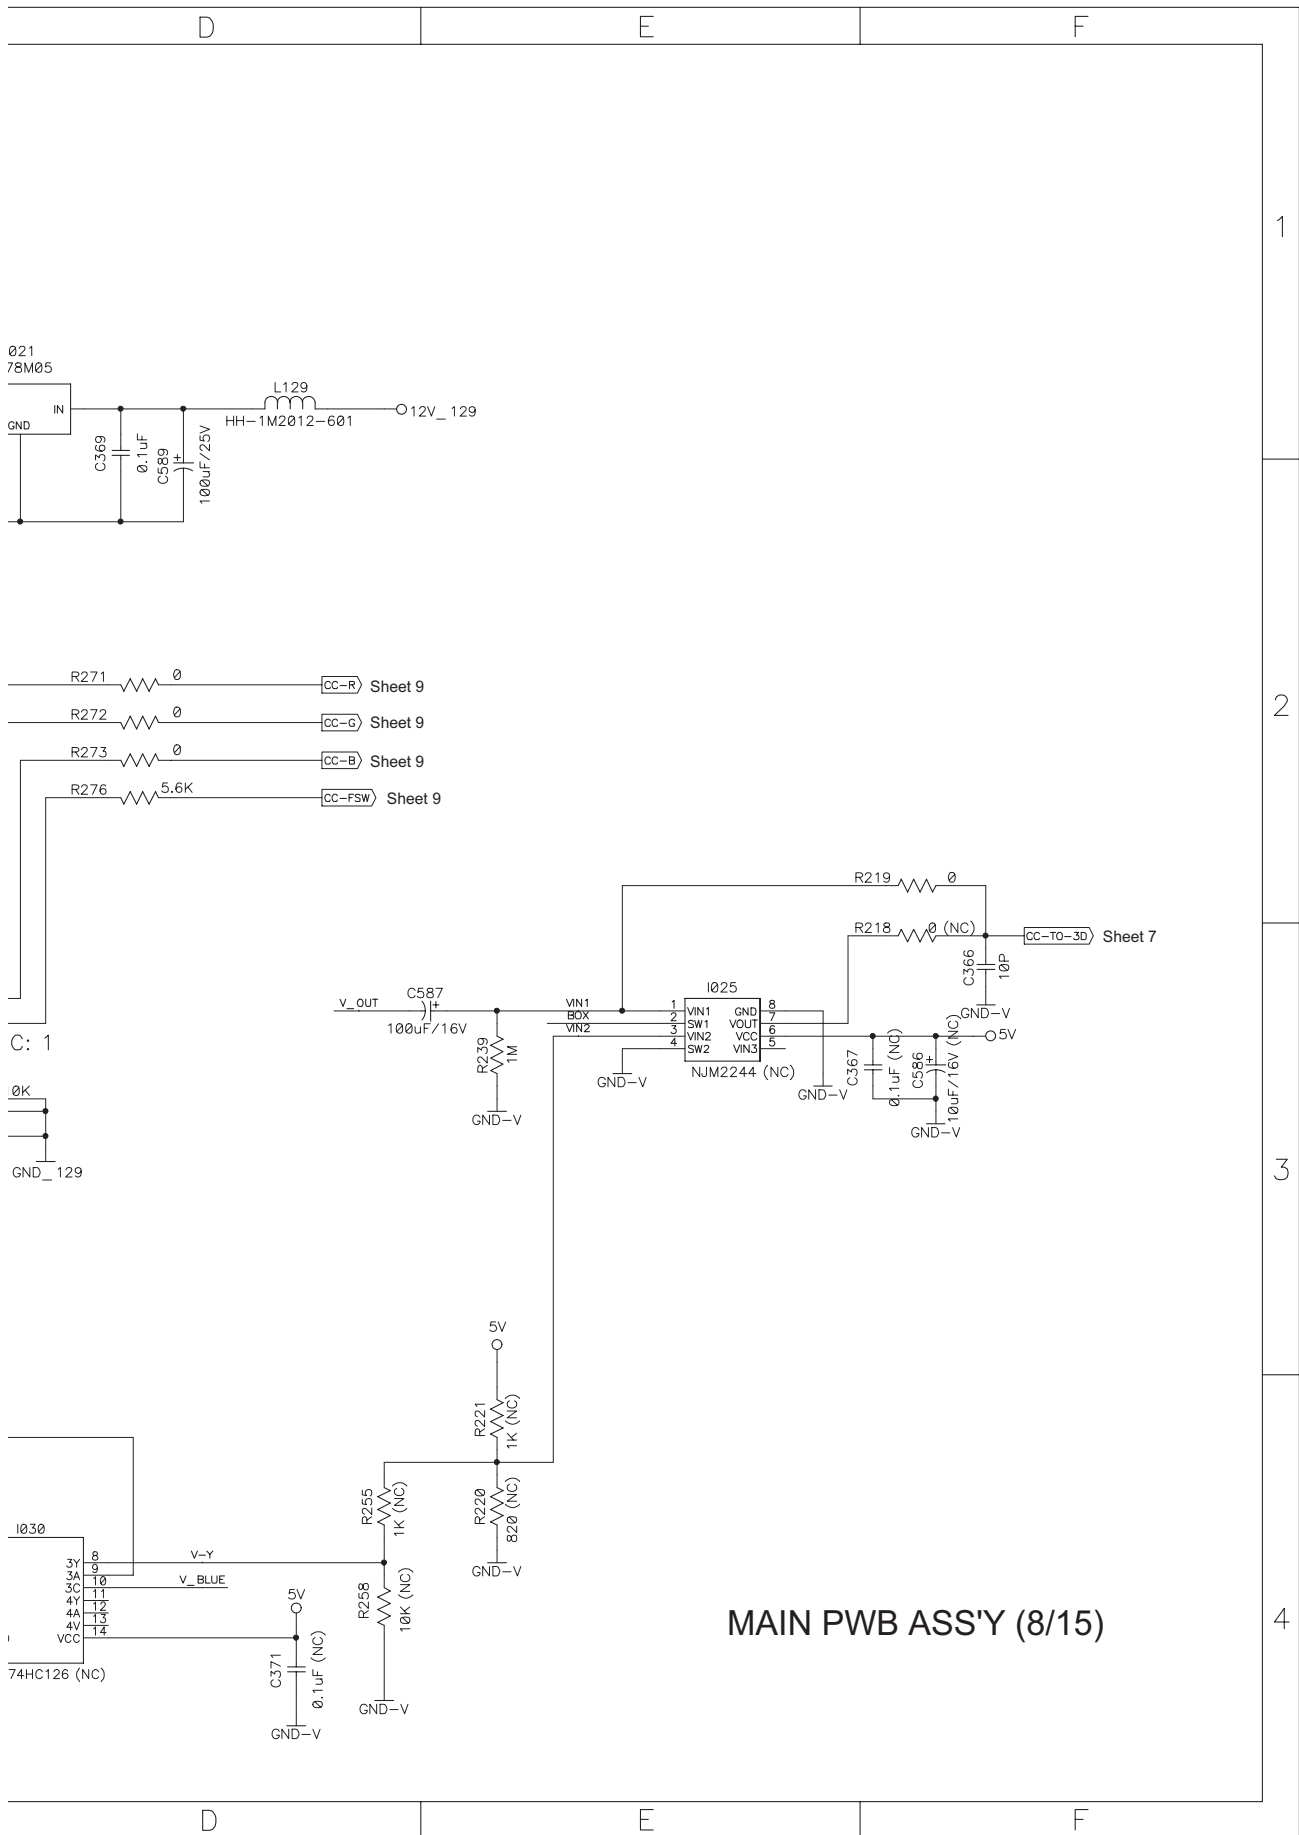 D E F
1
021
78M05
IN
GND
L129
HH-1M2012-601
12V_129
C369
0.1uF
C589
+
100uF/25V
R271 0 CC-R Sheet 9
R272 0 CC-G Sheet 9
R273 0 CC-B Sheet 9
R276 5.6K CC-FSW Sheet 9
2
R219 0
R218 0 (NC) CC-TO-3D Sheet 7
C366
10P
GND-V
V_OUT
C587
+
100uF/16V
R239
1M
GND-V
VIN1
BOX
VIN2
I025
1 VIN1 GND 8
2 SW1 VOUT 7
3 VIN2 VCC 6
4 SW2 VIN3 5
NJM2244 (NC)
GND-V
GND-V
5V
C367
0.1uF (NC)
C586
+
10uF/16V (NC)
GND-V
C: 1
0K
GND_129
3
5V
R221
1K (NC)
R220
820 (NC)
GND-V
R255
1K (NC)
R258
10K (NC)
GND-V
I030
3Y 8 V-Y
3A 9
3C 10 V_BLUE
4Y 11
4A 12
4V 13
VCC 14
74HC126 (NC)
5V
C371
0.1uF (NC)
GND-V
MAIN PWB ASS'Y (8/15)
4
D E F